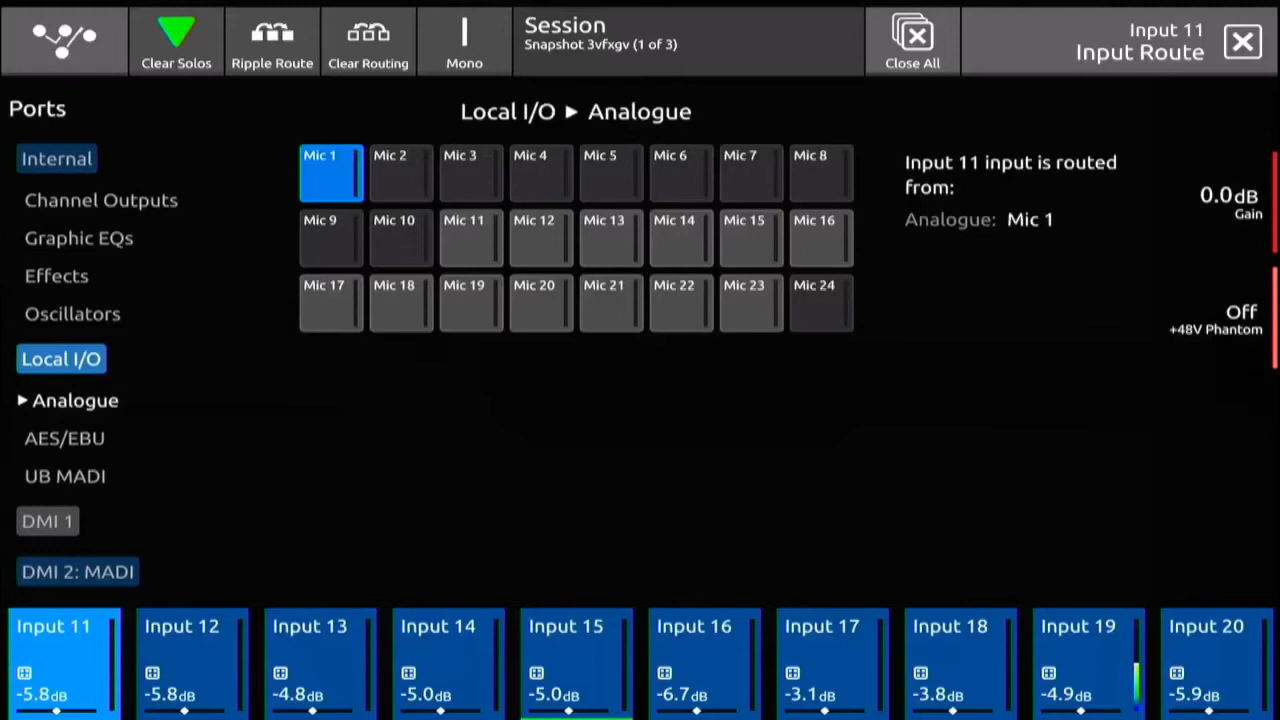 Clear Solos
Ripple Route
Clear Routing
Mono
Session
Snapshot 3vfxgv (1 of 3)
Close All
Input 11
Input Route
Ports
Local I/O ► Analogue
Internal
Channel Outputs
Graphic EQs
Effects
Oscillators
Local I/O
► Analogue
AES/EBU
UB MADI
DMI 1
DMI 2: MADI
Mic 1 Mic 2 Mic 3 Mic 4 Mic 5 Mic 6 Mic 7 Mic 8
Mic 9 Mic 10 Mic 11 Mic 12 Mic 13 Mic 14 Mic 15 Mic 16
Mic 17 Mic 18 Mic 19 Mic 20 Mic 21 Mic 22 Mic 23 Mic 24
Input 11 input is routed
from:
Analogue: Mic 1
0.0dB
Gain
Off
+48V Phantom
Input 11 Input 12 Input 13 Input 14 Input 15 Input 16 Input 17 Input 18 Input 19 Input 20
-5.8dB -5.8dB -4.8dB -5.0dB -5.0dB -6.7dB -3.1dB -3.8dB -4.9dB -5.9dB